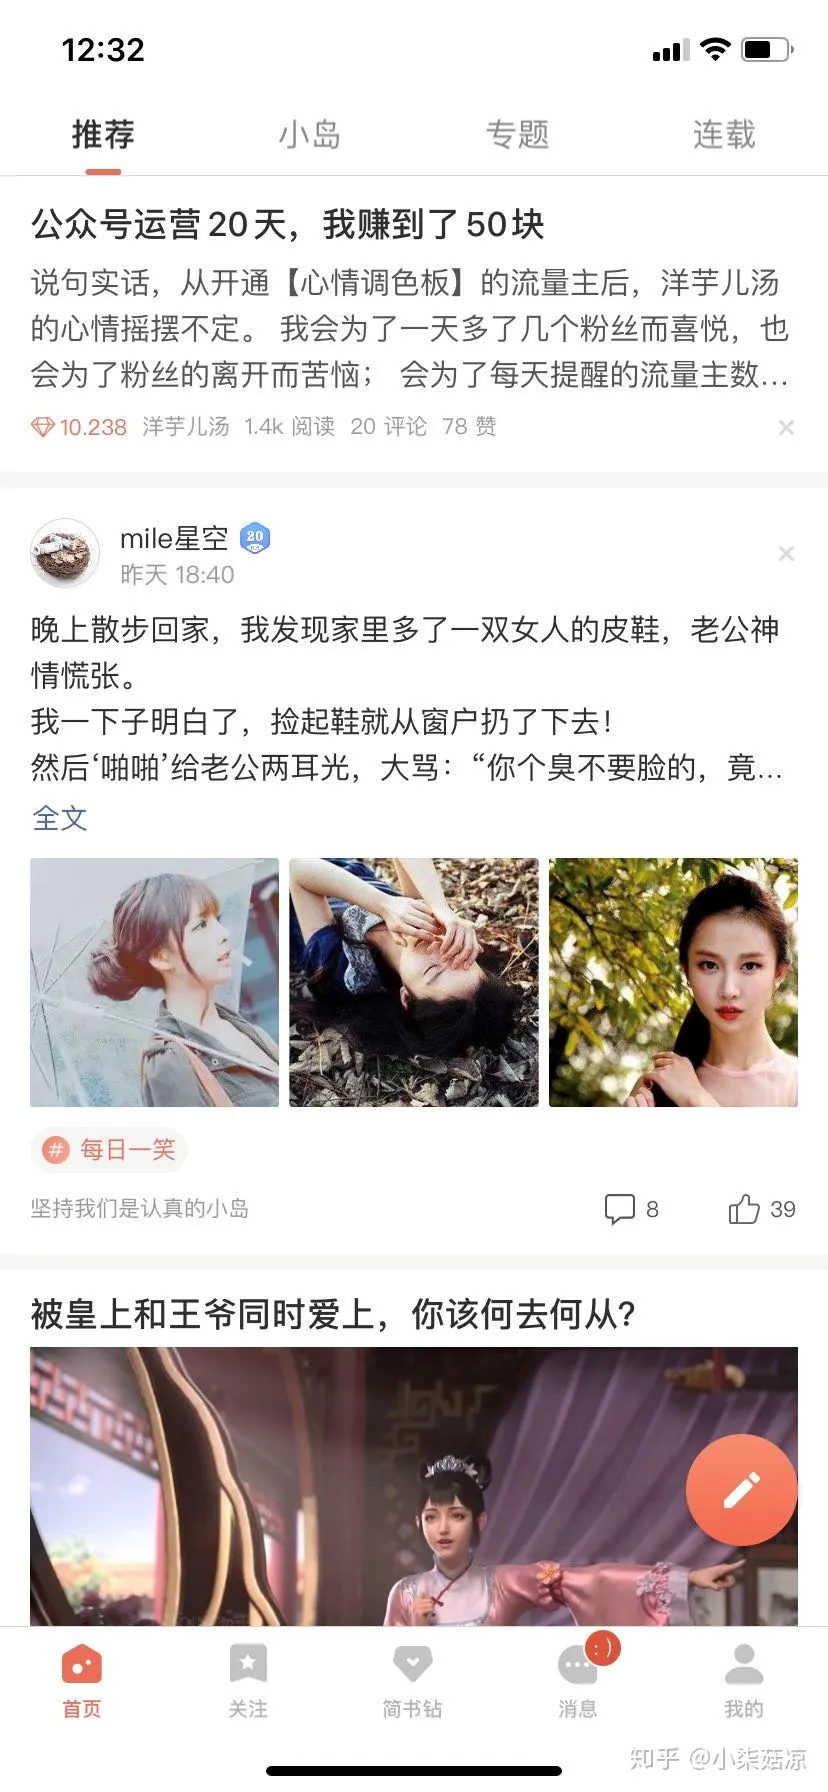 12:32
推荐 小岛 专题 连载
公众号运营20天，我赚到了50块
说句实话，从开通【心情调色板】的流量主后，洋芋儿汤
的心情摇摆不定。 我会为了一天多了几个粉丝而喜悦，也
会为了粉丝的离开而苦恼； 会为了每天提醒的流量主数…
10.238 洋芋儿汤 1.4k 阅读 20 评论 78 赞
mile星空 20
昨天 18:40
晚上散步回家，我发现家里多了一双女人的皮鞋，老公神
情慌张。
我一下子明白了，捡起鞋就从窗户扔了下去！
然后‘啪啪’给老公两耳光，大骂：“你个臭不要脸的，竟…
全文
# 每日一笑
坚持我们是认真的小岛 8 39
被皇上和王爷同时爱上，你该何去何从？
:)
首页 关注 简书钻 消息 我的
知乎 @小柒菇凉